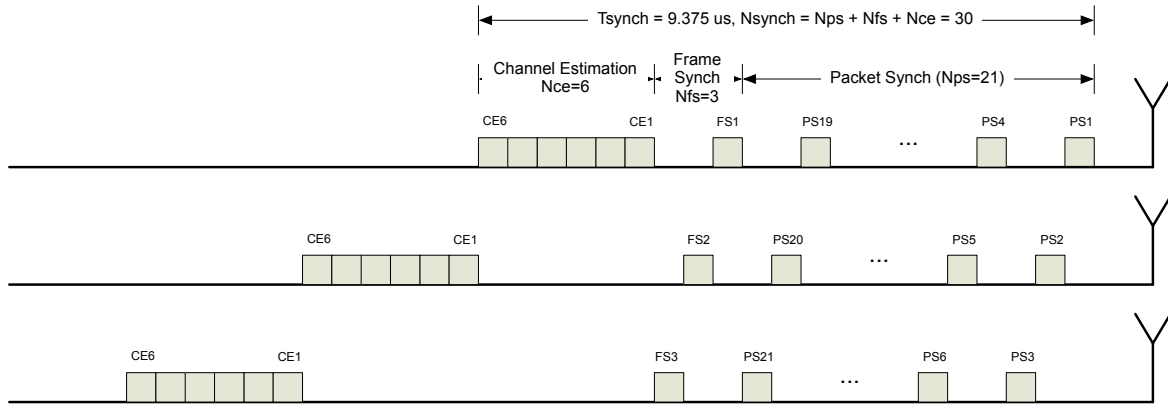 Tsynch = 9.375 us, Nsynch = Nps + Nfs + Nce = 30
Channel Estimation
Nce=6
Frame
Synch
Nfs=3
Packet Synch (Nps=21)
CE6 CE1 FS1 PS19 PS4 PS1
...
CE6 CE1 FS2 PS20 PS5 PS2
...
CE6 CE1 FS3 PS21 PS6 PS3
...